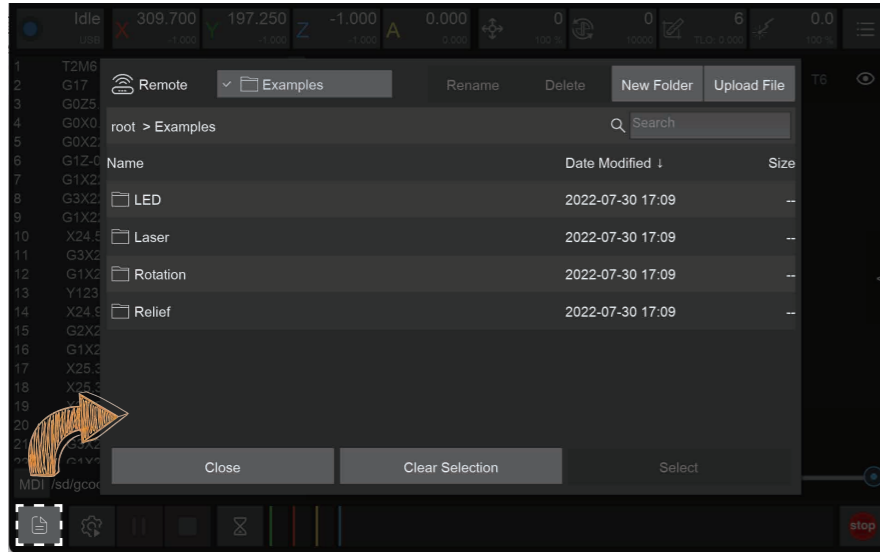 Idle 309.700 197.250 -1.000 0.000 0 0 6 0.0
USB X -1.000 Y -1.000 Z -1.000 A 0.000 100 % 10000 TLO: 0.000 100 %
1 T2M6
2 G17
3 G0Z5
4 G0X0
5 G0X2
6 G1Z-0
7 G1X2
8 G3X2
9 G1X2
10 X24.5
11 G3X2
12 G1X2
13 Y123
14 X24.9
15 G2X2
16 G1X2
17 X25.3
18 X25.3
19
20
21 G3X2
22 G1X2
T6
Remote Examples Rename Delete New Folder Upload File
root > Examples Search
Name Date Modified ↓ Size
LED 2022-07-30 17:09 --
Laser 2022-07-30 17:09 --
Rotation 2022-07-30 17:09 --
Relief 2022-07-30 17:09 --
Close Clear Selection Select
MDI /sd/gcod
stop